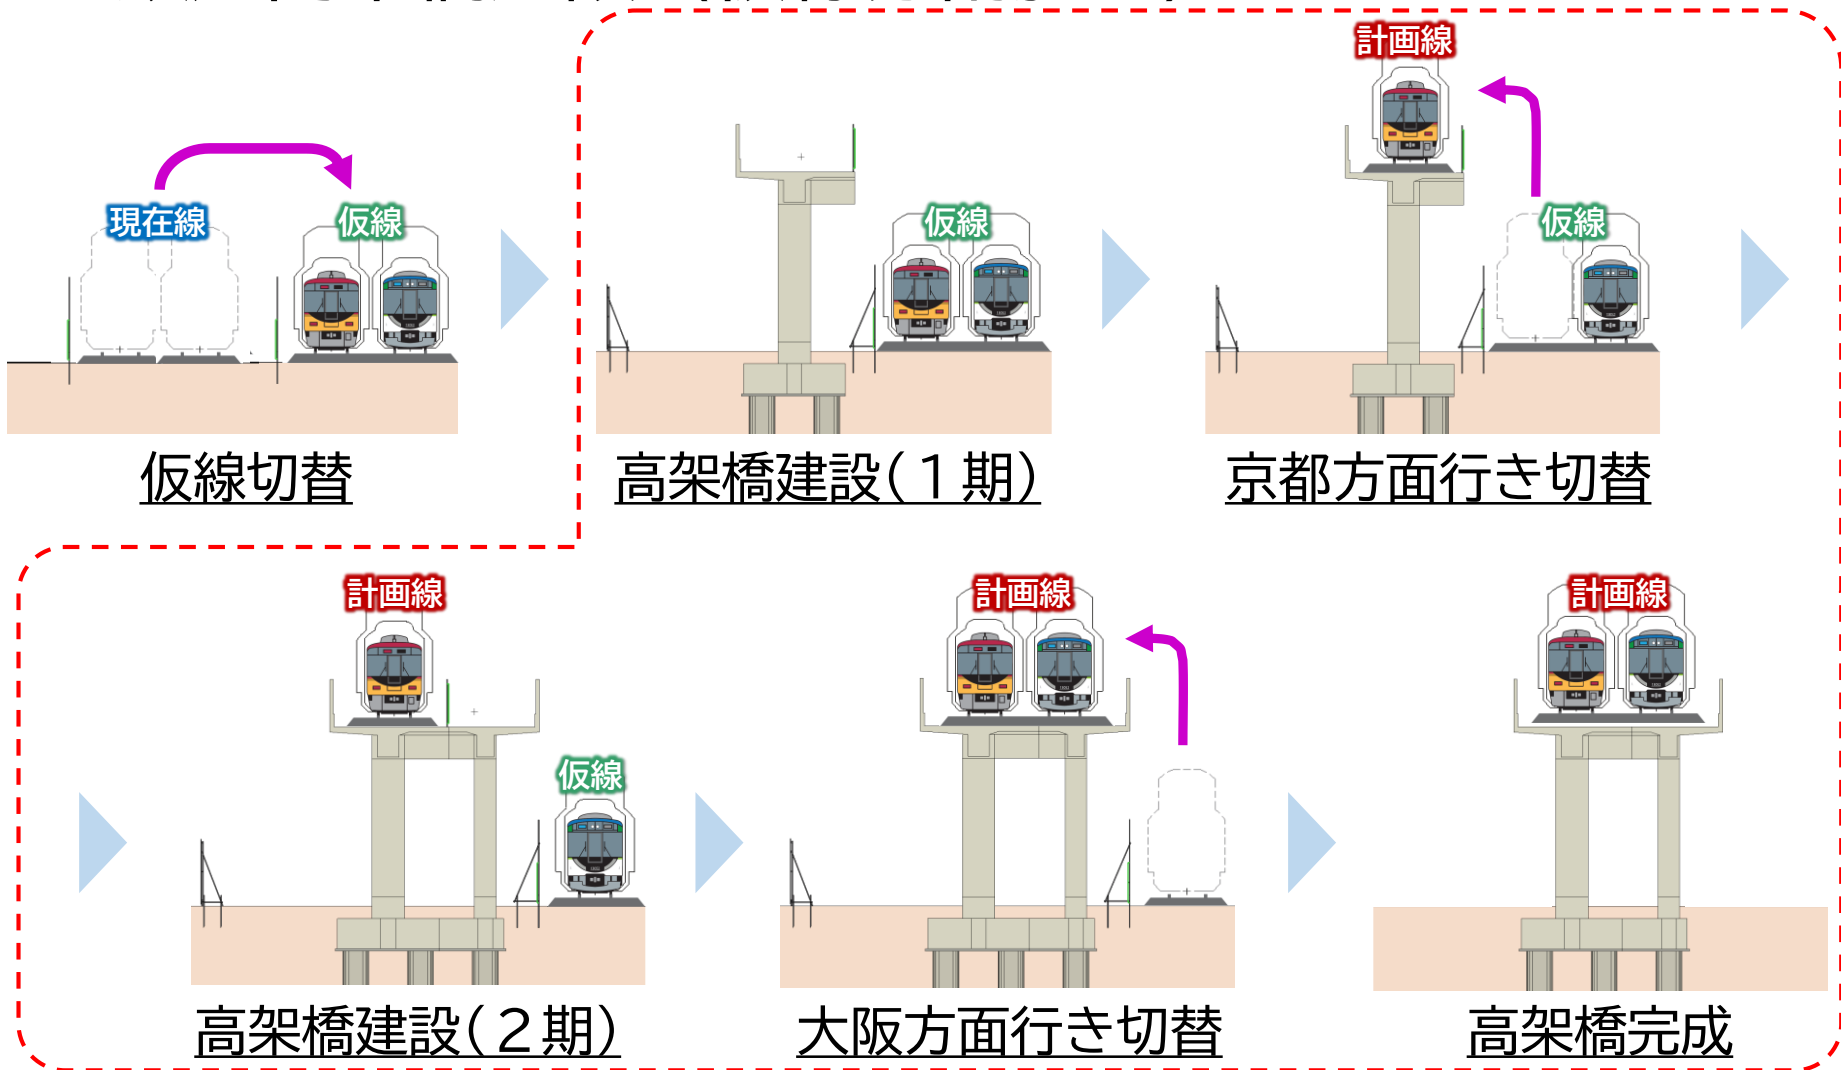 現在線
仮線
仮線切替
仮線
高架橋建設(１期)
計画線
仮線
京都方面行き切替
計画線
仮線
高架橋建設(２期)
計画線
大阪方面行き切替
計画線
高架橋完成